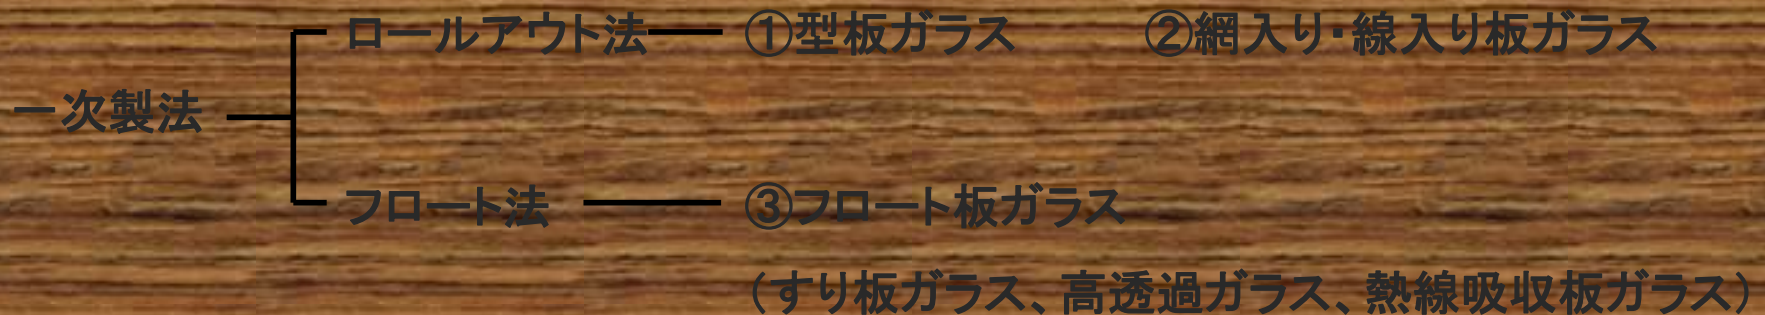 ロールアウト法 ①型板ガラス ②網入り・線入り板ガラス
一次製法
フロート法 ③フロート板ガラス
（すり板ガラス、高透過ガラス、熱線吸収板ガラス）